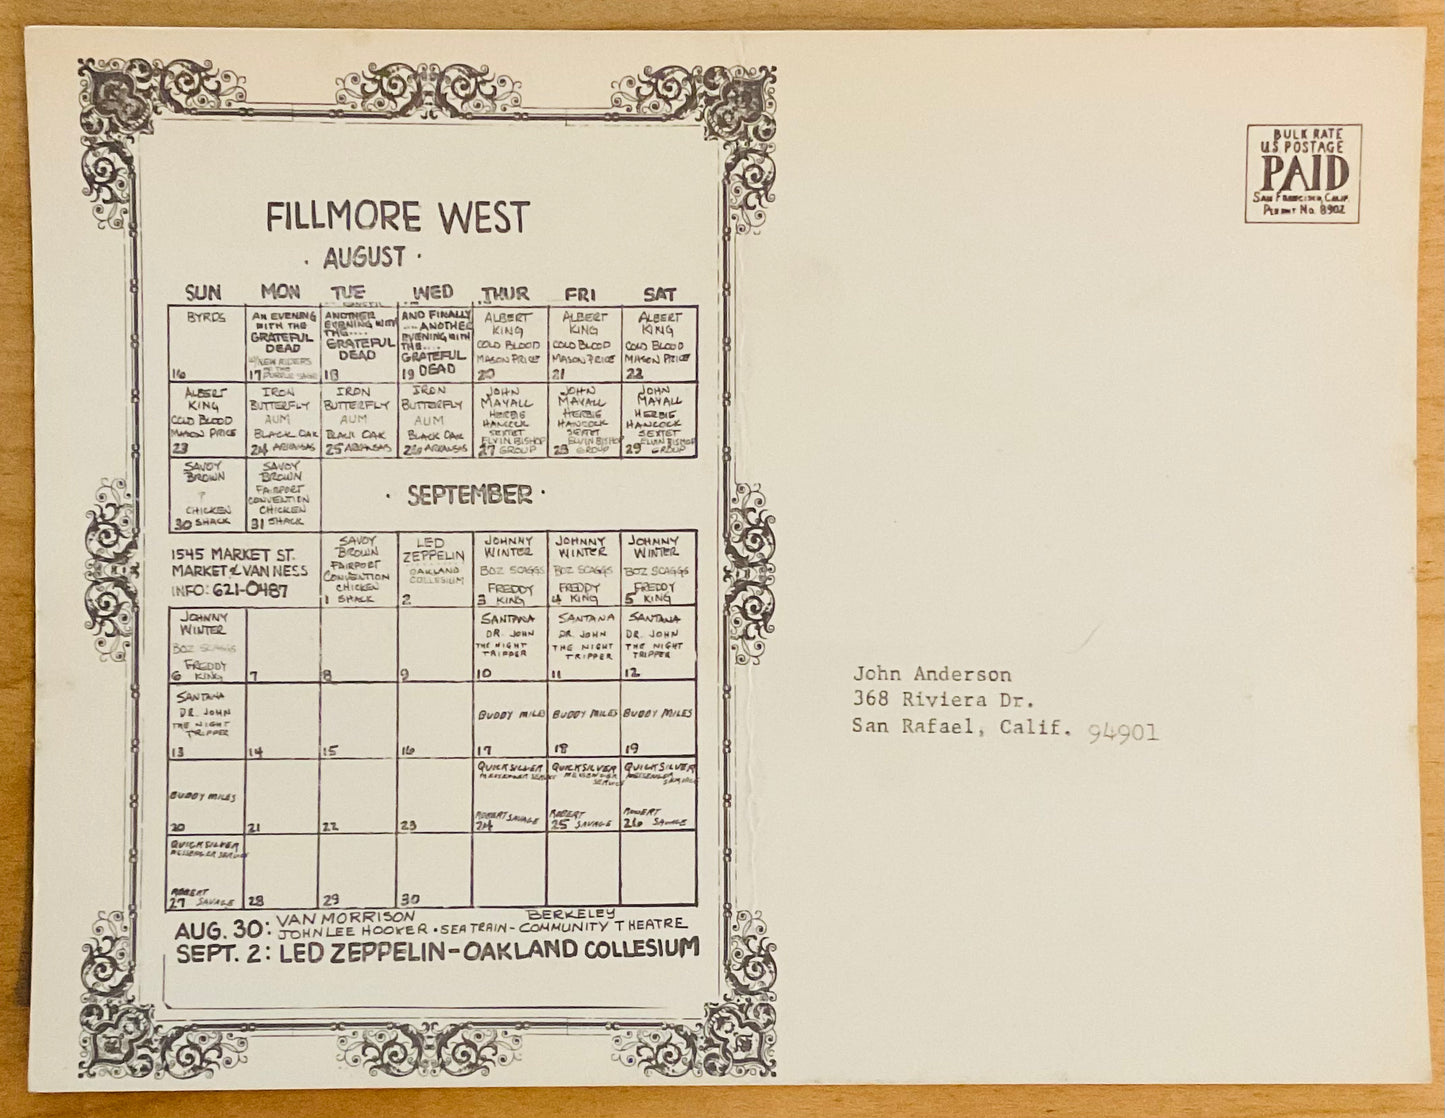 FILLMORE WEST
· AUGUST ·
SUN MON TUE WED THUR FRI SAT
BYRDS
16
AN EVENING
WITH THE
GRATEFUL
DEAD
W/NEW RIDERS
OF THE
PURPLE SAGE
17
ANOTHER
EVENING WITH
THE....
GRATEFUL
DEAD
18
AND FINALLY
... ANOTHER
EVENING WITH
THE....
GRATEFUL
19 DEAD
ALBERT
KING
COLD BLOOD
MASON PRICE
20
ALBERT
KING
COLD BLOOD
MASON PRICE
21
ALBERT
KING
COLD BLOOD
MASON PRICE
22
ALBERT
KING
COLD BLOOD
MASON PRICE
23
IRON
BUTTERFLY
AUM
BLACK OAK
24 ARKANSAS
IRON
BUTTERFLY
AUM
BLACK OAK
25 ARKANSAS
IRON
BUTTERFLY
AUM
BLACK OAK
26 ARKANSAS
JOHN
MAYALL
HERBIE
HANCOCK
SEXTET
ELVIN BISHOP
27 GROUP
JOHN
MAYALL
HERBIE
HANCOCK
SEXTET
ELVIN BISHOP
28 GROUP
JOHN
MAYALL
HERBIE
HANCOCK
SEXTET
ELVIN BISHOP
29 GROUP
SAVOY
BROWN
?
CHICKEN
30 SHACK
SAVOY
BROWN
FAIRPORT
CONVENTION
CHICKEN
31 SHACK
· SEPTEMBER ·
1545 MARKET ST.
MARKET & VAN NESS
INFO: 621-0487
SAVOY
BROWN
FAIRPORT
CONVENTION
CHICKEN
1 SHACK
LED
ZEPPELIN
OAKLAND
COLLESIUM
2
JOHNNY
WINTER
BOZ SCAGGS
FREDDY
3 KING
JOHNNY
WINTER
BOZ SCAGGS
FREDDY
4 KING
JOHNNY
WINTER
BOZ SCAGGS
FREDDY
5 KING
JOHNNY
WINTER
BOZ SCAGGS
FREDDY
6 KING
7
8
9
SANTANA
DR. JOHN
THE NIGHT
TRIPPER
10
SANTANA
DR. JOHN
THE NIGHT
TRIPPER
11
SANTANA
DR. JOHN
THE NIGHT
TRIPPER
12
SANTANA
DR. JOHN
THE NIGHT
TRIPPER
13
14
15
16
BUDDY MILES
17
BUDDY MILES
18
BUDDY MILES
19
BUDDY MILES
20
21
22
23
QUICKSILVER
MESSENGER SERVICE
ROBERT SAVAGE
24
QUICKSILVER
MESSENGER
SERVICE
ROBERT
25 SAVAGE
QUICKSILVER
MESSENGER
SERVICE
ROBERT
26 SAVAGE
QUICKSILVER
MESSENGER SERVICE
ROBERT
27 SAVAGE
28
29
30
AUG. 30: VAN MORRISON BERKELEY
JOHN LEE HOOKER · SEATRAIN - COMMUNITY THEATRE
SEPT. 2: LED ZEPPELIN - OAKLAND COLLESIUM
BULK RATE
U.S. POSTAGE
PAID
SAN FRANCISCO, CALIF.
PERMIT NO. 8902
John Anderson
368 Riviera Dr.
San Rafael, Calif. 94901